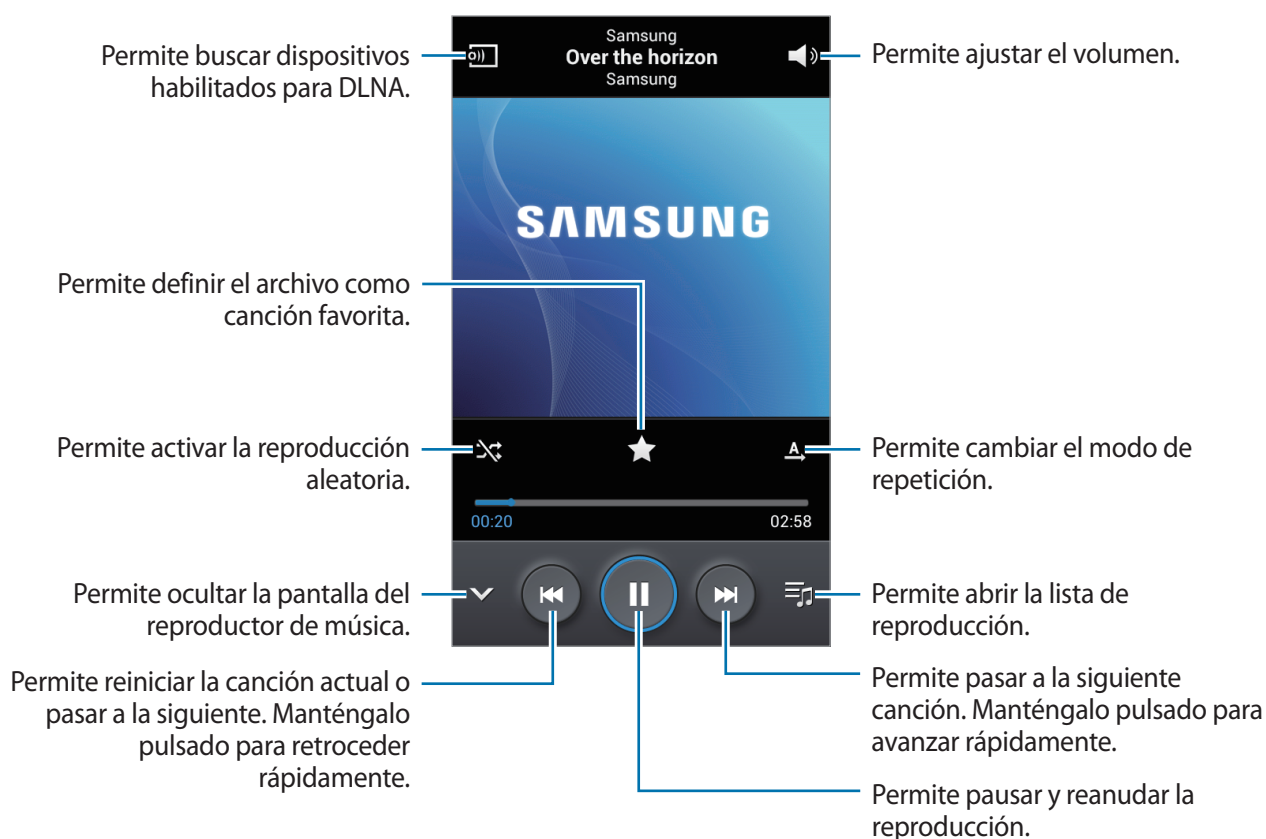 Permite buscar dispositivos
habilitados para DLNA.
Samsung
Over the horizon
Samsung
Permite ajustar el volumen.
SAMSUNG
Permite definir el archivo como
canción favorita.
Permite activar la reproducción
aleatoria.
A
Permite cambiar el modo de
repetición.
00:20
02:58
Permite ocultar la pantalla del
reproductor de música.
Permite abrir la lista de
reproducción.
Permite reiniciar la canción actual o
pasar a la siguiente. Manténgalo
pulsado para retroceder
rápidamente.
Permite pasar a la siguiente
canción. Manténgalo pulsado para
avanzar rápidamente.
Permite pausar y reanudar la
reproducción.